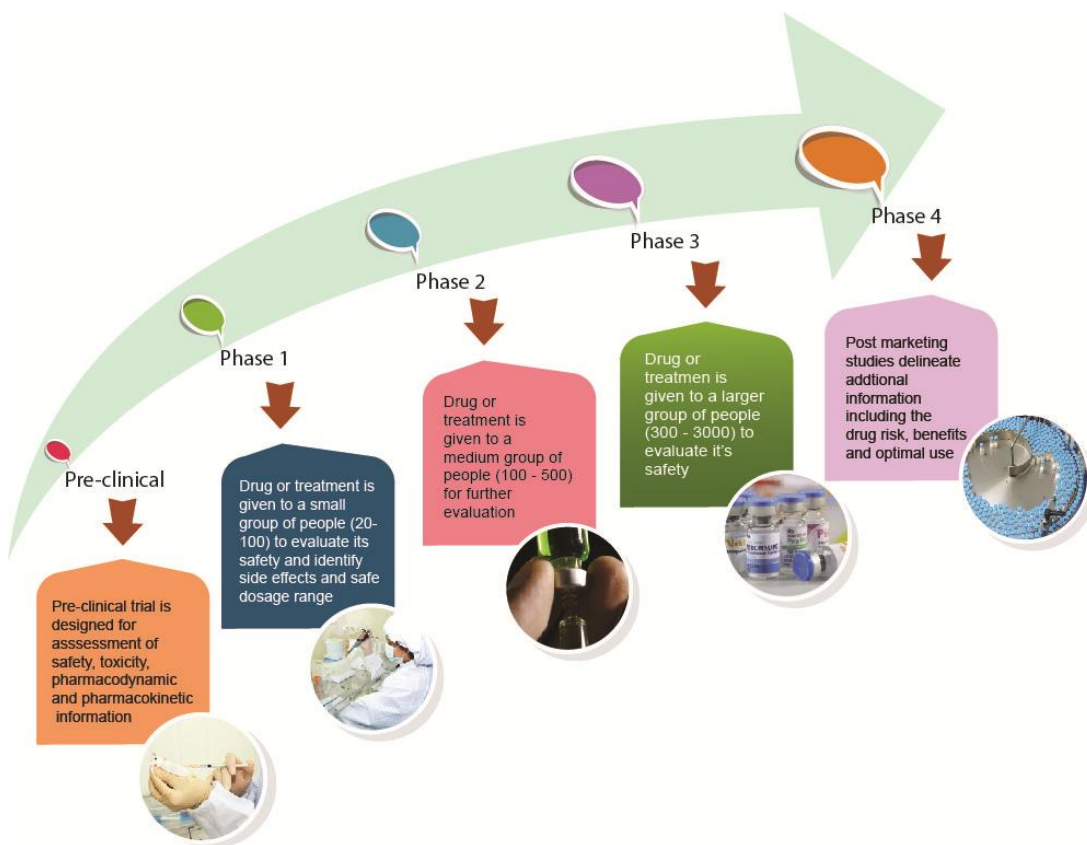 Pre-clinical
Pre-clinical trial is
designed for
asssessment of
safety, toxicity,
pharmacodynamic
and pharmacokinetic
information
Phase 1
Drug or treatment is
given to a small
group of people (20-
100) to evaluate its
safety and identify
side effects and safe
dosage range
Phase 2
Drug or
treatment is
given to a
medium group of
people (100 - 500)
for further
evaluation
Phase 3
Drug or
treatmen is
given to a larger
group of people
(300 - 3000) to
evaluate it's
safety
Phase 4
Post marketing
studies delineate
addtional
information
including the
drug risk, benefits
and optimal use